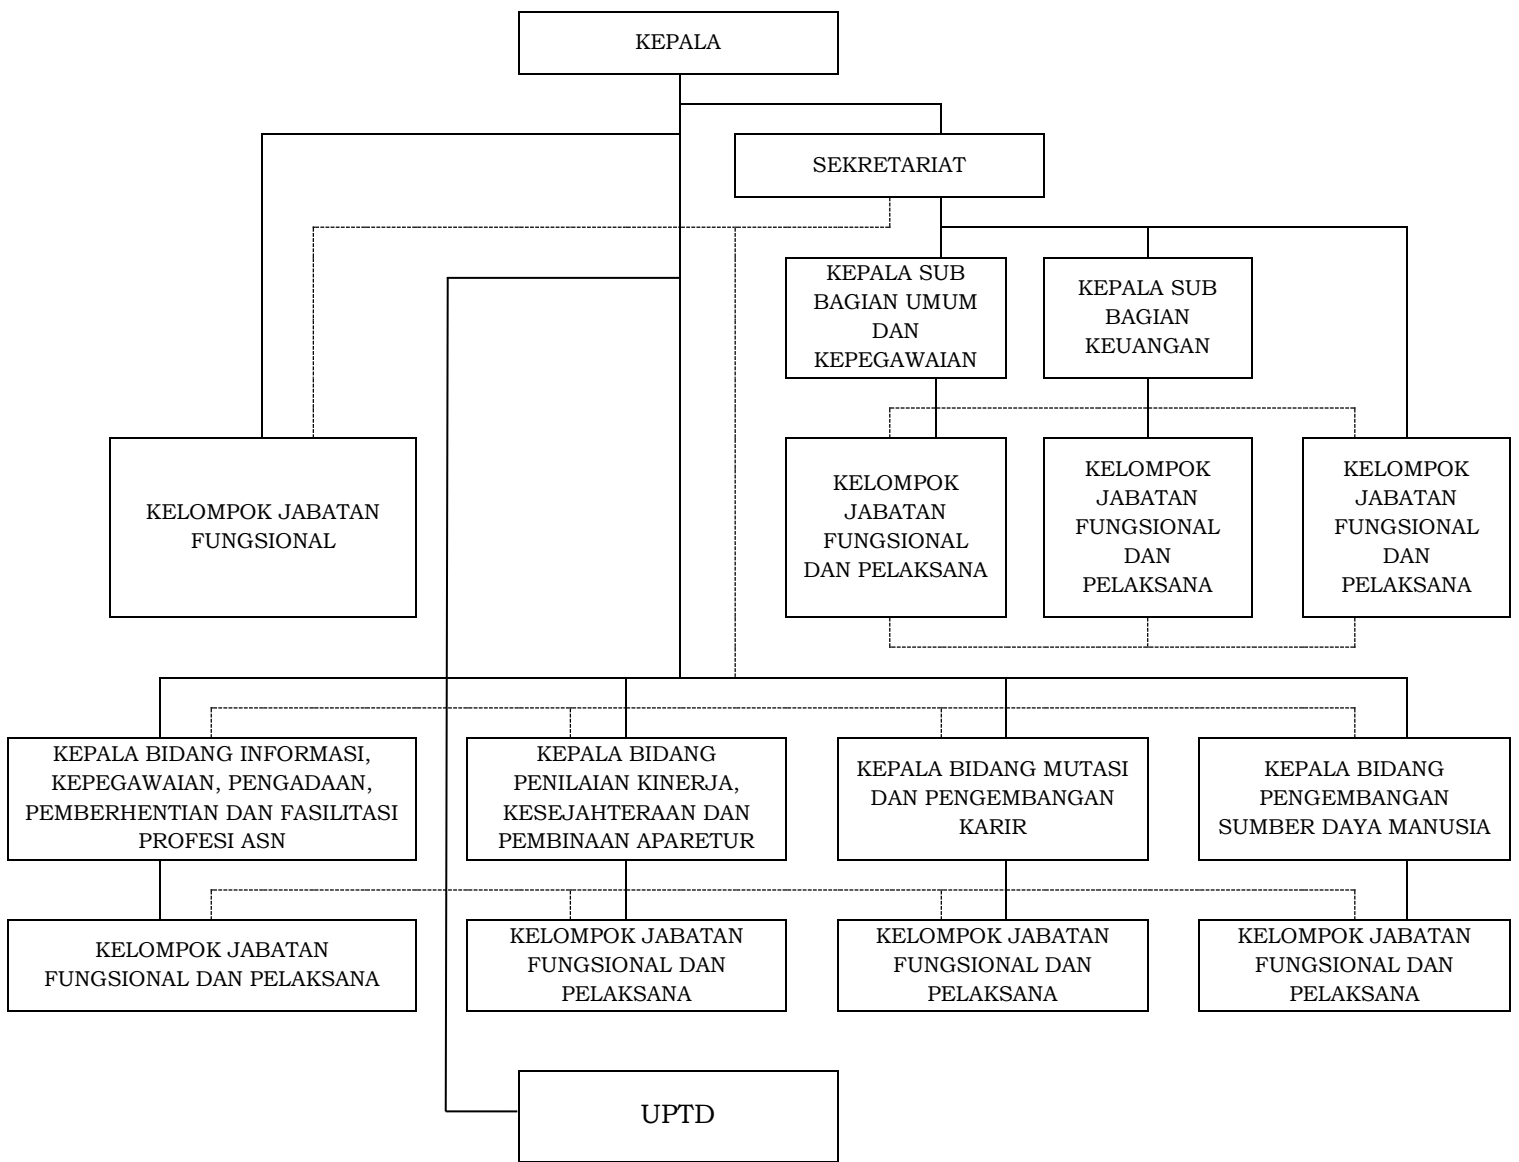 KEPALA
SEKRETARIAT
KEPALA SUB
BAGIAN UMUM
DAN
KEPEGAWAIAN
KEPALA SUB
BAGIAN
KEUANGAN
KELOMPOK JABATAN
FUNGSIONAL
KELOMPOK
JABATAN
FUNGSIONAL
DAN PELAKSANA
KELOMPOK
JABATAN
FUNGSIONAL
DAN
PELAKSANA
KELOMPOK
JABATAN
FUNGSIONAL
DAN
PELAKSANA
KEPALA BIDANG INFORMASI,
KEPEGAWAIAN, PENGADAAN,
PEMBERHENTIAN DAN FASILITASI
PROFESI ASN
KEPALA BIDANG
PENILAIAN KINERJA,
KESEJAHTERAAN DAN
PEMBINAAN APARETUR
KEPALA BIDANG MUTASI
DAN PENGEMBANGAN
KARIR
KEPALA BIDANG
PENGEMBANGAN
SUMBER DAYA MANUSIA
KELOMPOK JABATAN
FUNGSIONAL DAN PELAKSANA
KELOMPOK JABATAN
FUNGSIONAL DAN
PELAKSANA
KELOMPOK JABATAN
FUNGSIONAL DAN
PELAKSANA
KELOMPOK JABATAN
FUNGSIONAL DAN
PELAKSANA
UPTD